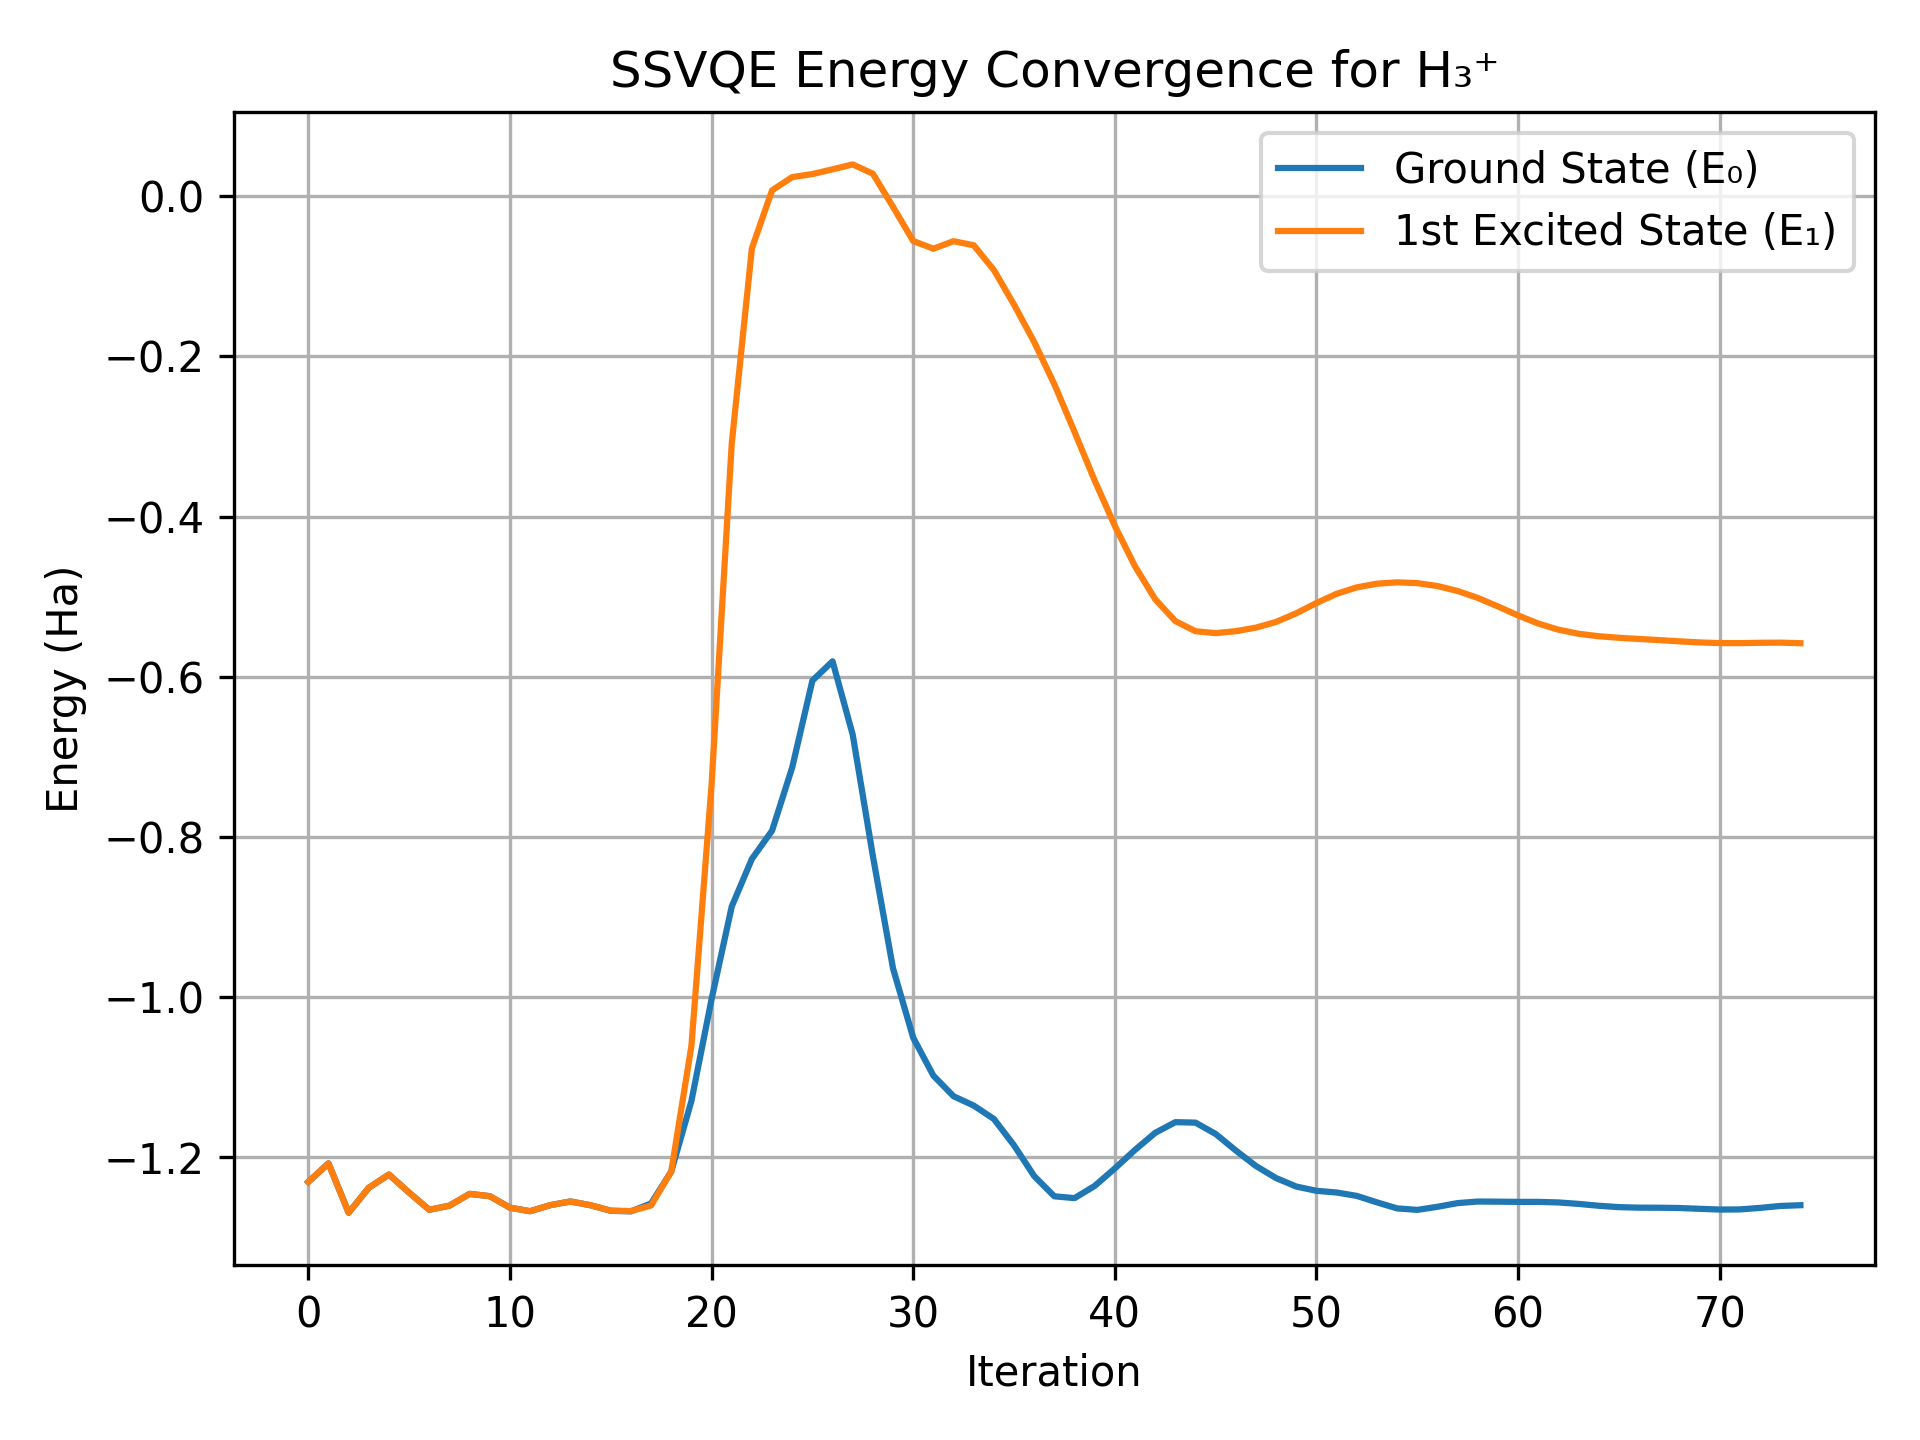 SSVQE Energy Convergence for H₃⁺
Ground State (E₀)
1st Excited State (E₁)
Energy (Ha)
0.0
−0.2
−0.4
−0.6
−0.8
−1.0
−1.2
0 10 20 30 40 50 60 70
Iteration